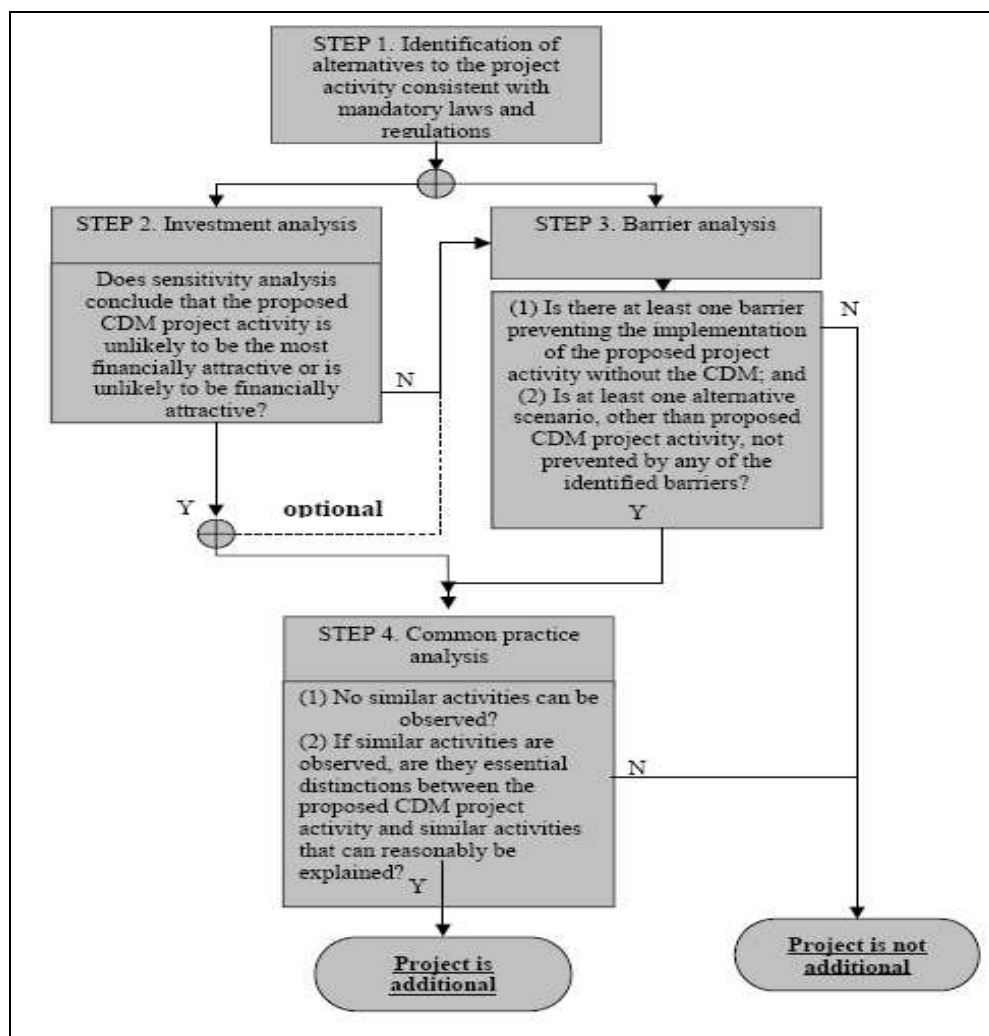 STEP 1. Identification of
alternatives to the project
activity consistent with
mandatory laws and
regulations
STEP 2. Investment analysis
Does sensitivity analysis
conclude that the proposed
CDM project activity is
unlikely to be the most
financially attractive or is
unlikely to be financially
attractive?
N
Y
optional
STEP 3. Barrier analysis
(1) Is there at least one barrier
preventing the implementation
of the proposed project
activity without the CDM; and
(2) Is at least one alternative
scenario, other than proposed
CDM project activity, not
prevented by any of the
identified barriers?
N
Y
STEP 4. Common practice
analysis
(1) No similar activities can be
observed?
(2) If similar activities are
observed, are they essential
distinctions between the
proposed CDM project
activity and similar activities
that can reasonably be
explained?
N
Y
Project is
additional
Project is not
additional